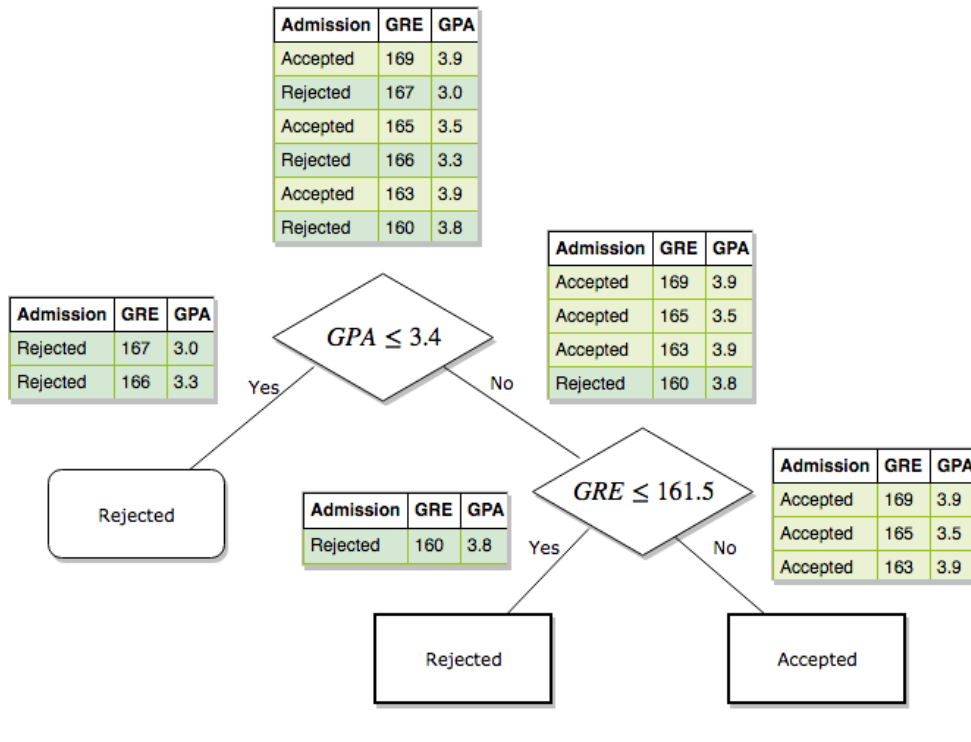 Admission GRE GPA
Accepted 169 3.9
Rejected 167 3.0
Accepted 165 3.5
Rejected 166 3.3
Accepted 163 3.9
Rejected 160 3.8
Admission GRE GPA
Accepted 169 3.9
Accepted 165 3.5
Accepted 163 3.9
Rejected 160 3.8
Admission GRE GPA
Rejected 167 3.0
Rejected 166 3.3
GPA ≤ 3.4
Yes
No
Rejected
Admission GRE GPA
Rejected 160 3.8
GRE ≤ 161.5
Admission GRE GPA
Accepted 169 3.9
Accepted 165 3.5
Accepted 163 3.9
Yes
No
Rejected
Accepted